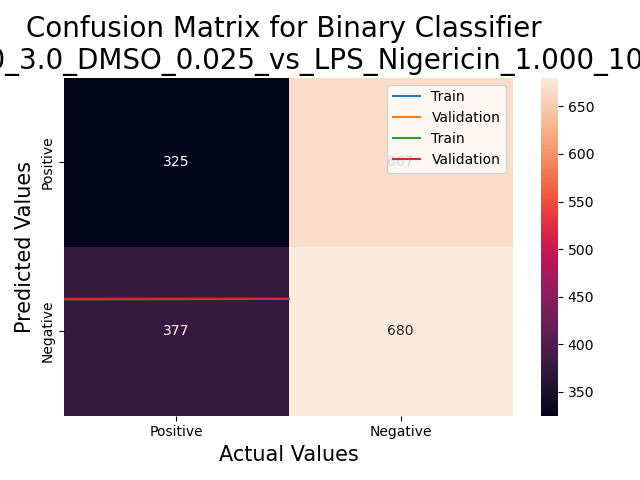 Confusion Matrix for Binary Classifier
0_3.0_DMSO_0.025_vs_LPS_Nigericin_1.000_10
Train
Validation
Train
Validation
Predicted Values
Positive
Negative
325
667
377
680
Positive
Negative
Actual Values
650
600
550
500
450
400
350